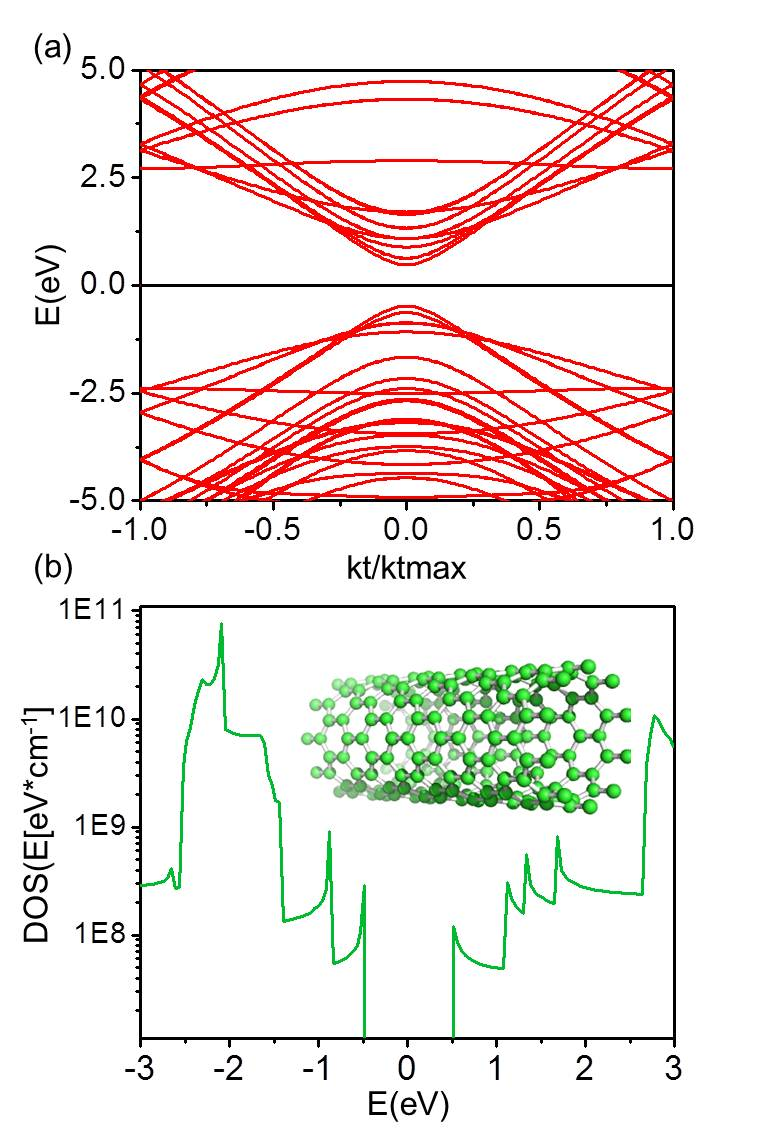 (a)
5.0
2.5
0.0
-2.5
-5.0
E(eV)
-1.0 -0.5 0.0 0.5 1.0
kt/ktmax
(b)
1E11
1E10
1E9
1E8
DOS(E[eV*cm-1]
-3 -2 -1 0 1 2 3
E(eV)